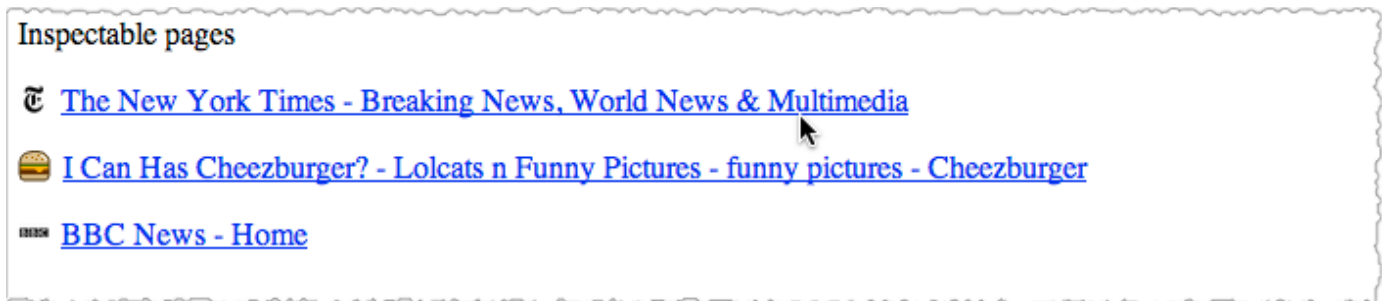 Inspectable pages
The New York Times - Breaking News, World News & Multimedia
I Can Has Cheezburger? - Lolcats n Funny Pictures - funny pictures - Cheezburger
BBC News - Home